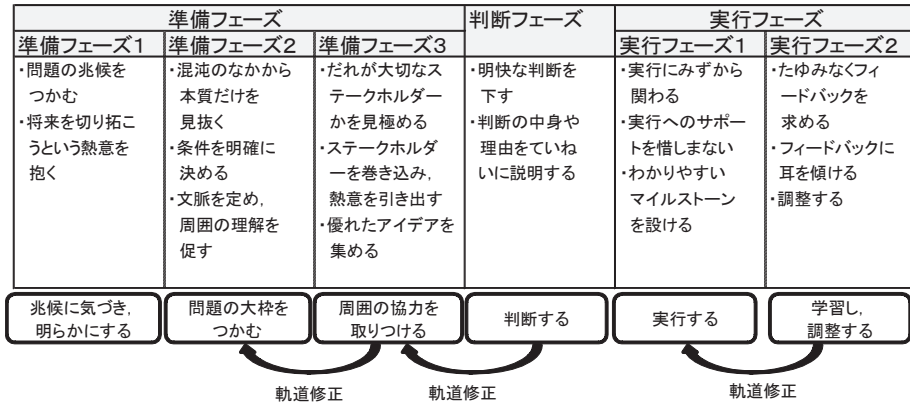 準備フェーズ
判断フェーズ
実行フェーズ
準備フェーズ1
準備フェーズ2
準備フェーズ3
実行フェーズ1
実行フェーズ2
・問題の兆候を
つかむ
・将来を切り拓こ
うという熱意を
抱く
・混沌のなかから
本質だけを
見抜く
・条件を明確に
決める
・文脈を定め,
周囲の理解を
促す
・だれが大切なス
テークホルダー
かを見極める
・ステークホルダ
ーを巻き込み,
熱意を引き出す
・優れたアイデアを
集める
・明快な判断を
下す
・判断の中身や
理由をていね
いに説明する
・実行にみずから
関わる
・実行へのサポー
トを惜しまない
・わかりやすい
マイルストーン
を設ける
・たゆみなくフィ
ードバックを
求める
・フィードバックに
耳を傾ける
・調整する
兆候に気づき,
明らかにする
問題の大枠を
つかむ
周囲の協力を
取りつける
判断する
実行する
学習し,
調整する
軌道修正
軌道修正
軌道修正